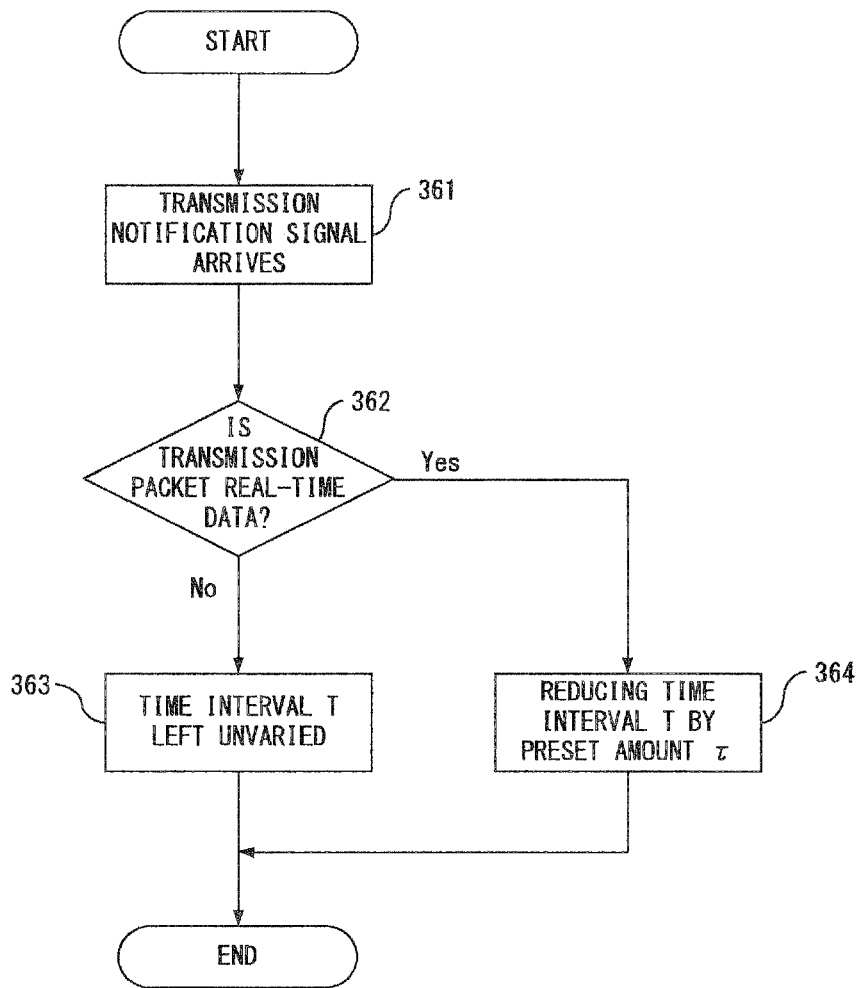 START
361
TRANSMISSION
NOTIFICATION SIGNAL
ARRIVES
362
IS
TRANSMISSION
PACKET REAL-TIME
DATA?
Yes
No
363
TIME INTERVAL T
LEFT UNVARIED
364
REDUCING TIME
INTERVAL T BY
PRESET AMOUNT τ
END